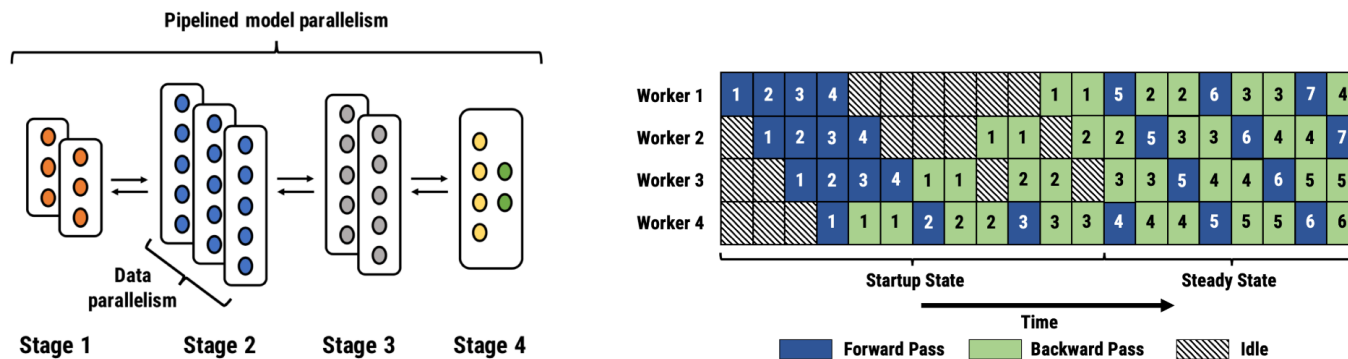 Pipelined model parallelism
Data
parallelism
Stage 1 Stage 2 Stage 3 Stage 4
Worker 1 1 2 3 4 1 1 5 2 2 6 3 3 7 4
Worker 2 1 2 3 4 1 1 2 2 5 3 3 6 4 4 7
Worker 3 1 2 3 4 1 1 2 2 3 3 5 4 4 6 5 5
Worker 4 1 1 1 2 2 2 3 3 3 4 4 4 5 5 5 6 6
Startup State Steady State
Time
Forward Pass Backward Pass Idle